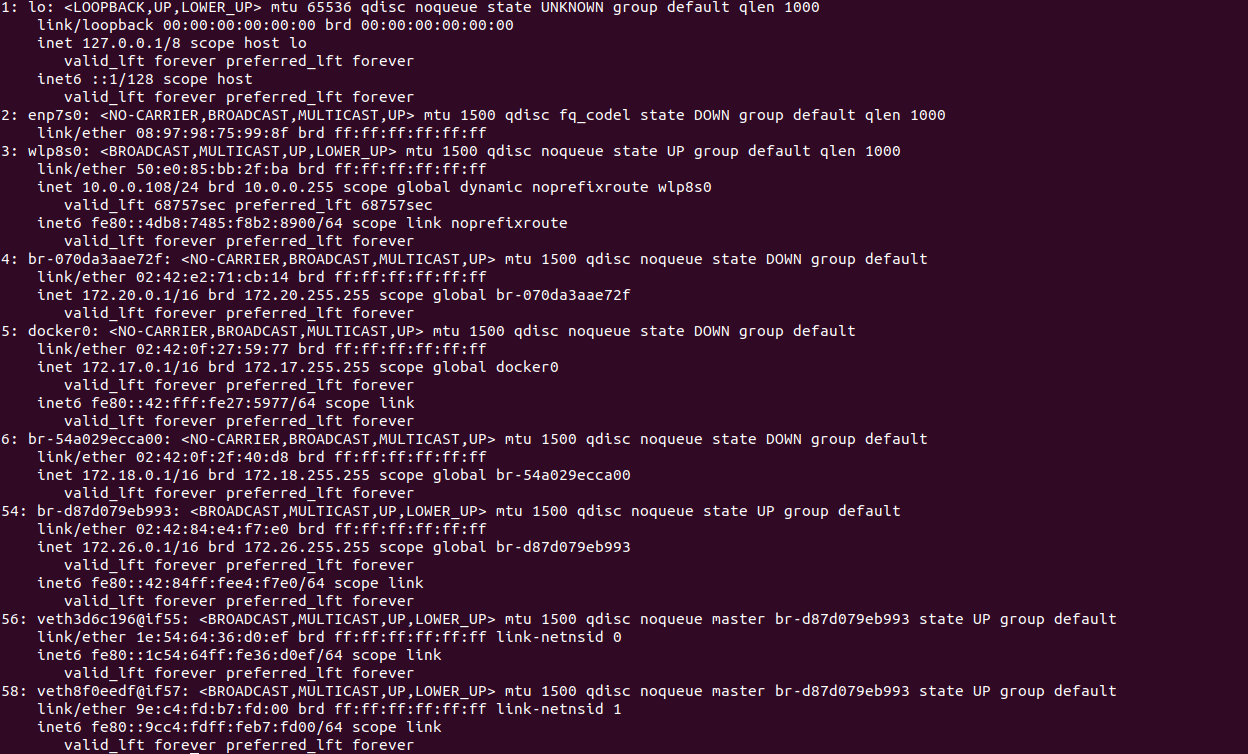 1: lo: <LOOPBACK,UP,LOWER_UP> mtu 65536 qdisc noqueue state UNKNOWN group default qlen 1000
    link/loopback 00:00:00:00:00:00 brd 00:00:00:00:00:00
    inet 127.0.0.1/8 scope host lo
       valid_lft forever preferred_lft forever
    inet6 ::1/128 scope host
       valid_lft forever preferred_lft forever
2: enp7s0: <NO-CARRIER,BROADCAST,MULTICAST,UP> mtu 1500 qdisc fq_codel state DOWN group default qlen 1000
    link/ether 08:97:98:75:99:8f brd ff:ff:ff:ff:ff:ff
3: wlp8s0: <BROADCAST,MULTICAST,UP,LOWER_UP> mtu 1500 qdisc noqueue state UP group default qlen 1000
    link/ether 50:e0:85:bb:2f:ba brd ff:ff:ff:ff:ff:ff
    inet 10.0.0.108/24 brd 10.0.0.255 scope global dynamic noprefixroute wlp8s0
       valid_lft 68757sec preferred_lft 68757sec
    inet6 fe80::4db8:7485:f8b2:8900/64 scope link noprefixroute
       valid_lft forever preferred_lft forever
4: br-070da3aae72f: <NO-CARRIER,BROADCAST,MULTICAST,UP> mtu 1500 qdisc noqueue state DOWN group default
    link/ether 02:42:e2:71:cb:14 brd ff:ff:ff:ff:ff:ff
    inet 172.20.0.1/16 brd 172.20.255.255 scope global br-070da3aae72f
       valid_lft forever preferred_lft forever
5: docker0: <NO-CARRIER,BROADCAST,MULTICAST,UP> mtu 1500 qdisc noqueue state DOWN group default
    link/ether 02:42:0f:27:59:77 brd ff:ff:ff:ff:ff:ff
    inet 172.17.0.1/16 brd 172.17.255.255 scope global docker0
       valid_lft forever preferred_lft forever
    inet6 fe80::42:fff:fe27:5977/64 scope link
       valid_lft forever preferred_lft forever
6: br-54a029ecca00: <NO-CARRIER,BROADCAST,MULTICAST,UP> mtu 1500 qdisc noqueue state DOWN group default
    link/ether 02:42:0f:2f:40:d8 brd ff:ff:ff:ff:ff:ff
    inet 172.18.0.1/16 brd 172.18.255.255 scope global br-54a029ecca00
       valid_lft forever preferred_lft forever
54: br-d87d079eb993: <BROADCAST,MULTICAST,UP,LOWER_UP> mtu 1500 qdisc noqueue state UP group default
    link/ether 02:42:84:e4:f7:e0 brd ff:ff:ff:ff:ff:ff
    inet 172.26.0.1/16 brd 172.26.255.255 scope global br-d87d079eb993
       valid_lft forever preferred_lft forever
    inet6 fe80::42:84ff:fee4:f7e0/64 scope link
       valid_lft forever preferred_lft forever
56: veth3d6c196@if55: <BROADCAST,MULTICAST,UP,LOWER_UP> mtu 1500 qdisc noqueue master br-d87d079eb993 state UP group default
    link/ether 1e:54:64:36:d0:ef brd ff:ff:ff:ff:ff:ff link-netnsid 0
    inet6 fe80::1c54:64ff:fe36:d0ef/64 scope link
       valid_lft forever preferred_lft forever
58: veth8f0eedf@if57: <BROADCAST,MULTICAST,UP,LOWER_UP> mtu 1500 qdisc noqueue master br-d87d079eb993 state UP group default
    link/ether 9e:c4:fd:b7:fd:00 brd ff:ff:ff:ff:ff:ff link-netnsid 1
    inet6 fe80::9cc4:fdff:feb7:fd00/64 scope link
       valid_lft forever preferred_lft forever